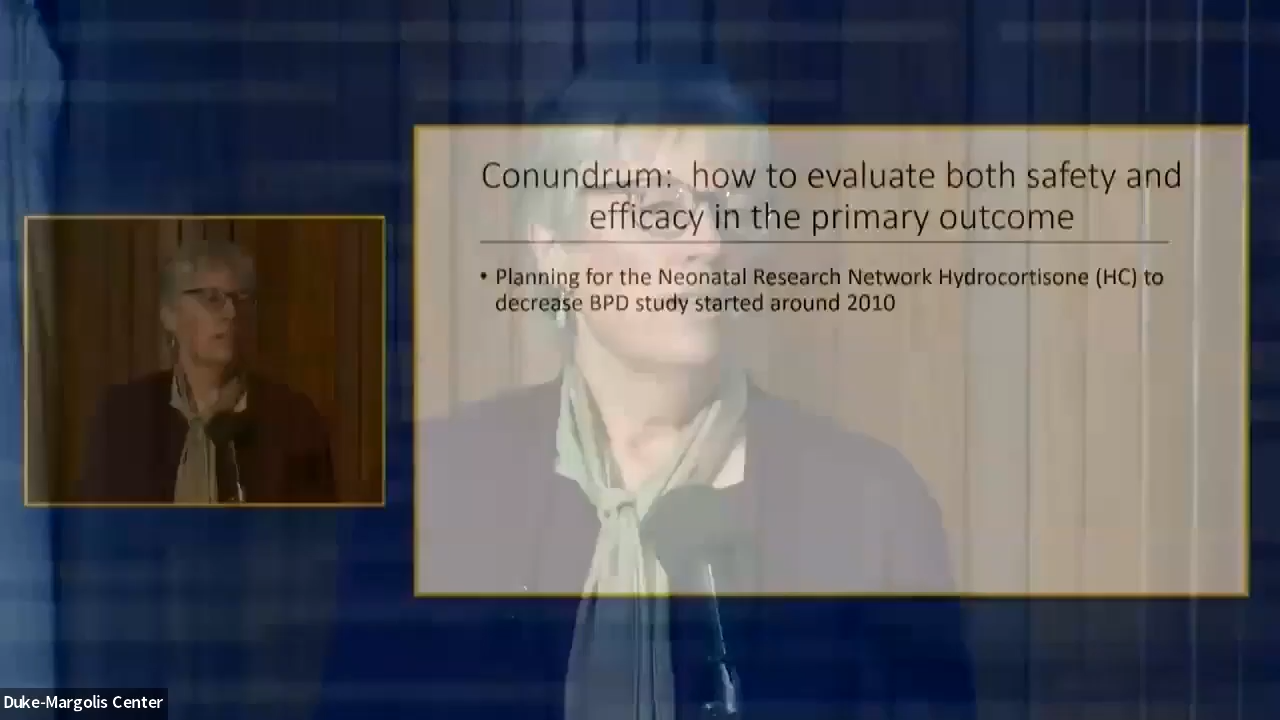 Conundrum:  how to evaluate both safety and
efficacy in the primary outcome
• Planning for the Neonatal Research Network Hydrocortisone (HC) to
decrease BPD study started around 2010
Duke-Margolis Center